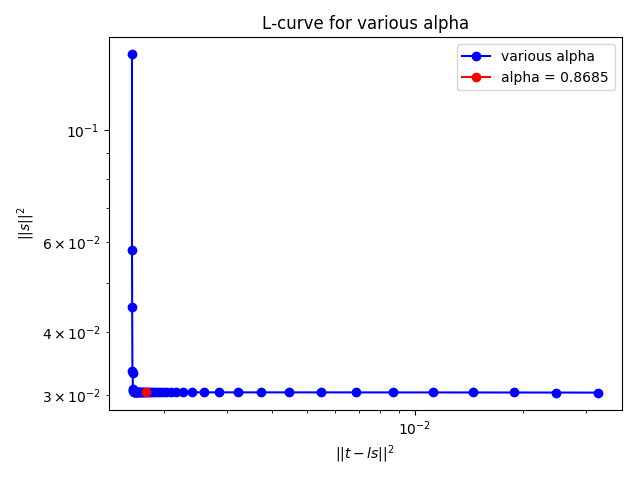 L-curve for various alpha
various alpha
alpha = 0.8685
10⁻¹
6 × 10⁻²
4 × 10⁻²
3 × 10⁻²
||s||²
10⁻²
||t − ls||²